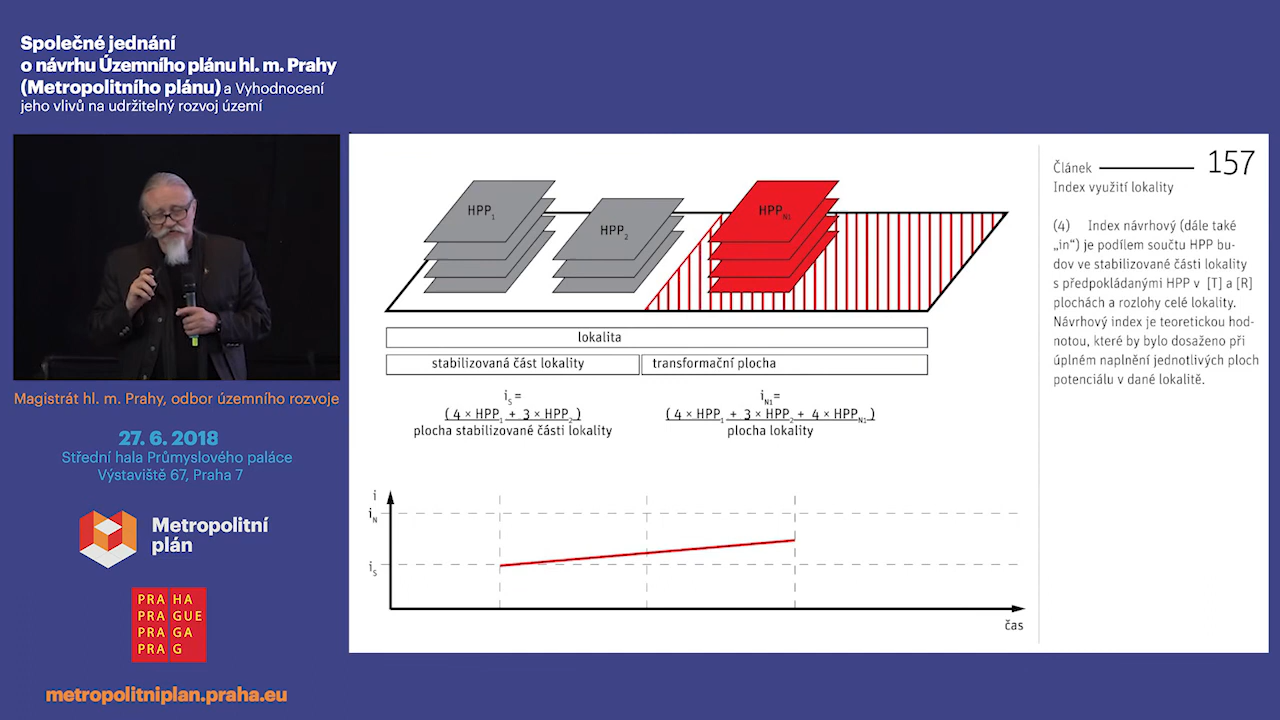 Společné jednání
o návrhu Územního plánu hl. m. Prahy
(Metropolitního plánu) a Vyhodnocení
jeho vlivů na udržitelný rozvoj území
Magistrát hl. m. Prahy, odbor územního rozvoje
27. 6. 2018
Střední hala Průmyslového paláce
Výstaviště 67, Praha 7
Metropolitní
plán
PRA HA
PRA GUE
PRA GA
PRA G
metropolitniplan.praha.eu
HPP1
HPP2
HPPN1
lokalita
stabilizovaná část lokality
transformační plocha
iS=
( 4 × HPP1 + 3 × HPP2 )
plocha stabilizované části lokality
iN1=
( 4 × HPP1 + 3 × HPP2 + 4 × HPPN1 )
plocha lokality
i
iN
iS
čas
Článek 157
Index využití lokality
(4) Index návrhový (dále také
„in“) je podílem součtu HPP bu-
dov ve stabilizované části lokality
s předpokládanými HPP v [T] a [R]
plochách a rozlohy celé lokality.
Návrhový index je teoretickou hod-
notou, které by bylo dosaženo při
úplném naplnění jednotlivých ploch
potenciálu v dané lokalitě.